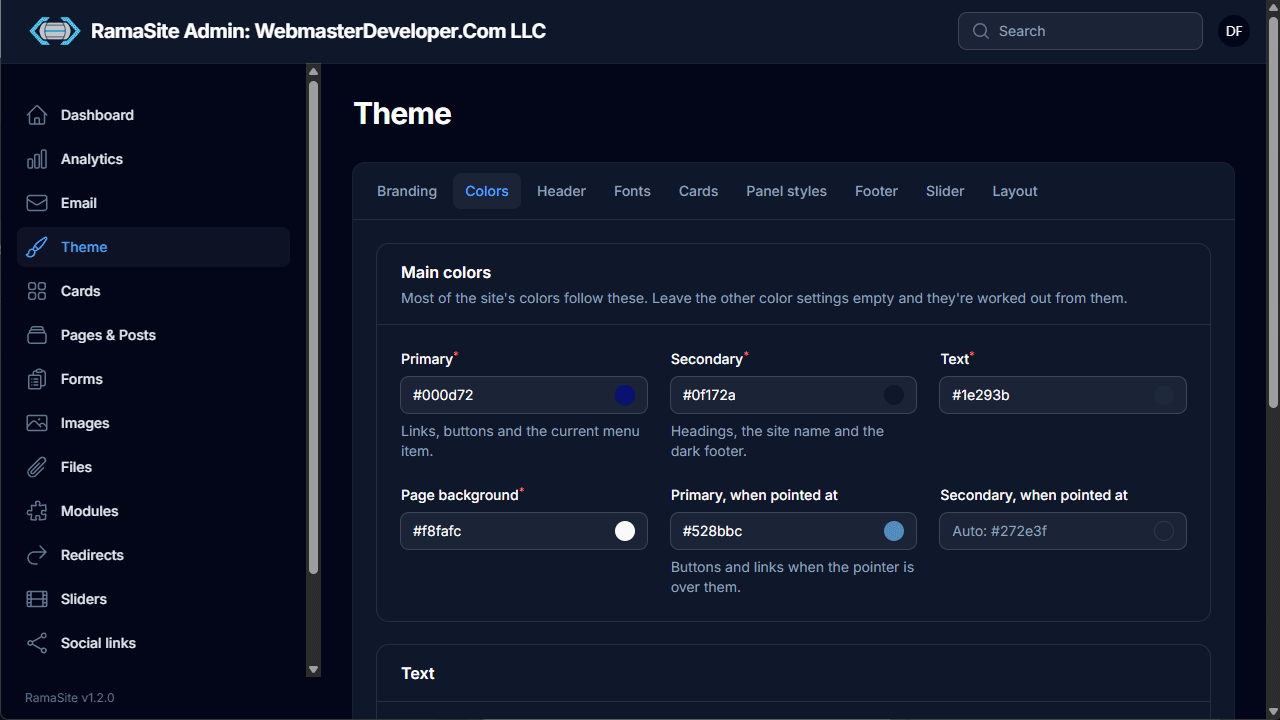 RamaSite Admin: WebmasterDeveloper.Com LLC
Search
DF
Dashboard
Analytics
Email
Theme
Cards
Pages & Posts
Forms
Images
Files
Modules
Redirects
Sliders
Social links
RamaSite v1.2.0
Theme
Branding Colors Header Fonts Cards Panel styles Footer Slider Layout
Main colors
Most of the site's colors follow these. Leave the other color settings empty and they're worked out from them.
Primary* Secondary* Text*
#000d72 #0f172a #1e293b
Links, buttons and the current menu item.
Headings, the site name and the dark footer.
Page background* Primary, when pointed at Secondary, when pointed at
#f8fafc #528bbc Auto: #272e3f
Buttons and links when the pointer is over them.
Text